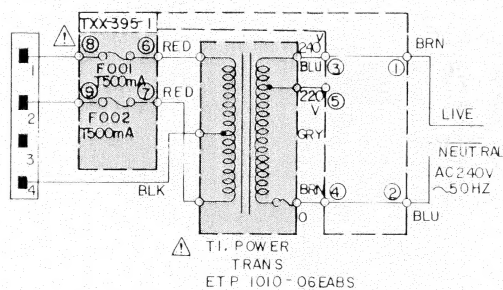 TXX-395-1
8
6
RED
F001
T500mA
9
7
RED
F002
T500mA
1
2
3
4
BLK
240
V
BLU
3
220
V
5
GRY
BRN
4
0
1
BRN
LIVE
NEUTRAL
AC240V
~50HZ
2
BLU
T1. POWER
TRANS
ETP 1010-06EABS